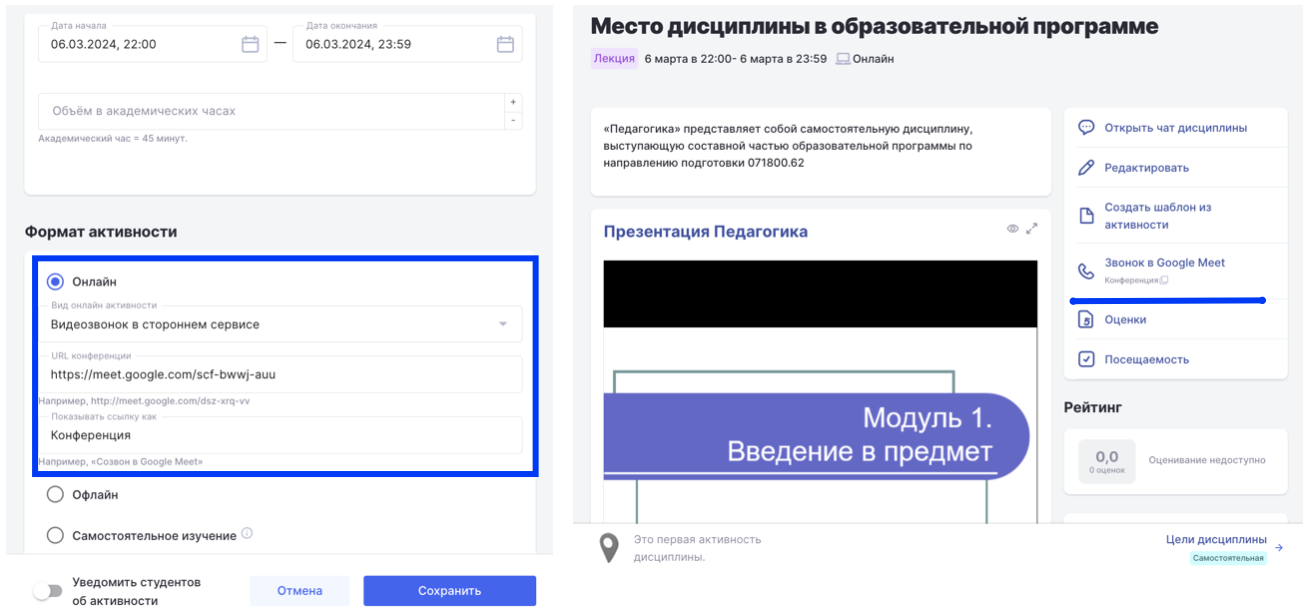 Дата начала
06.03.2024, 22:00
—
Дата окончания
06.03.2024, 23:59
Объём в академических часах
+
-
Академический час = 45 минут.
Формат активности
Онлайн
Вид онлайн активности
Видеозвонок в стороннем сервисе
URL конференции
https://meet.google.com/scf-bwwj-auu
Например, http://meet.google.com/dsz-xrq-vv
Показывать ссылку как
Конференция
Например, «Созвон в Google Meet»
Офлайн
Самостоятельное изучение
Уведомить студентов
об активности
Отмена
Сохранить
Место дисциплины в образовательной программе
Лекция 6 марта в 22:00- 6 марта в 23:59 Онлайн
«Педагогика» представляет собой самостоятельную дисциплину,
выступающую составной частью образовательной программы по
направлению подготовки 071800.62
Презентация Педагогика
Модуль 1.
Введение в предмет
Открыть чат дисциплины
Редактировать
Создать шаблон из
активности
Звонок в Google Meet
Конференция
Оценки
Посещаемость
Рейтинг
0,0
0 оценок
Оценивание недоступно
Это первая активность
дисциплины.
Цели дисциплины
Самостоятельная